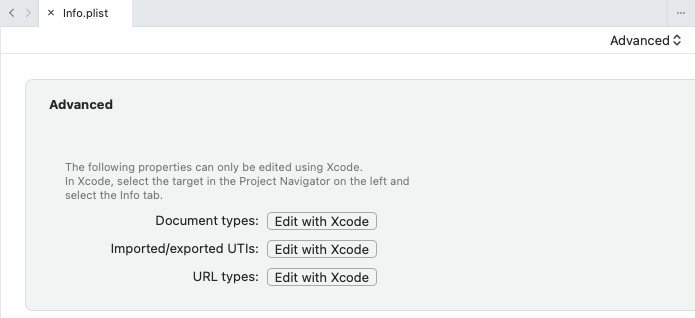 Info.plist
Advanced
Advanced
The following properties can only be edited using Xcode.
In Xcode, select the target in the Project Navigator on the left and
select the Info tab.
Document types: Edit with Xcode
Imported/exported UTIs: Edit with Xcode
URL types: Edit with Xcode